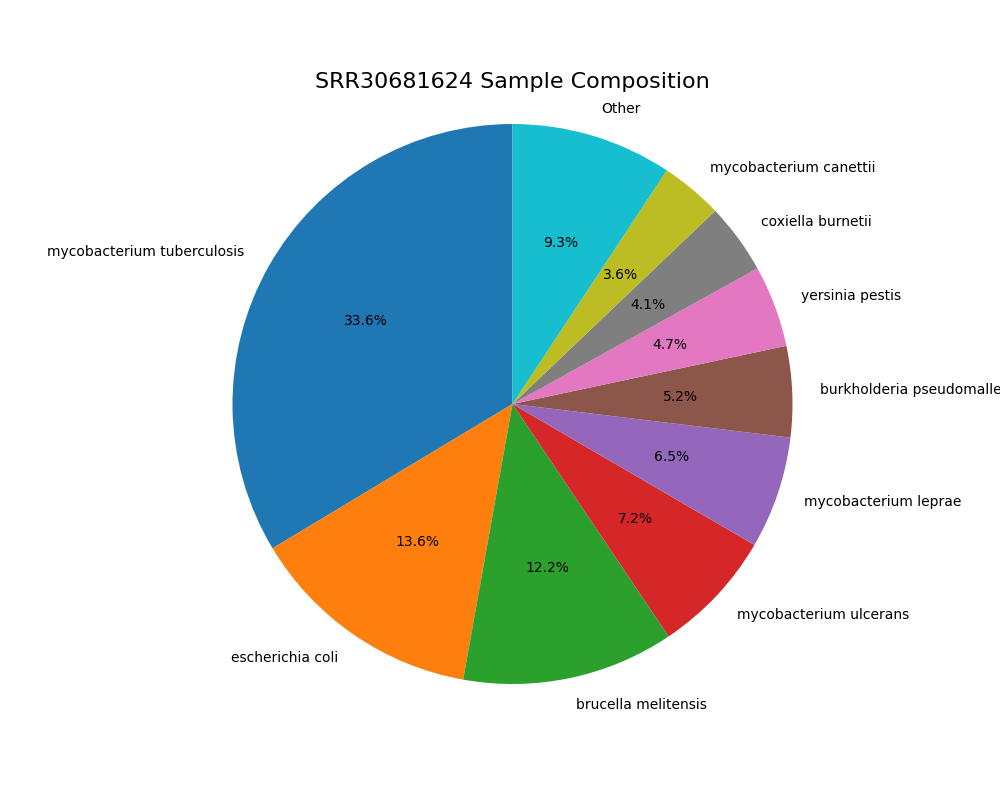 SRR30681624 Sample Composition
Other
mycobacterium canettii
coxiella burnetii
yersinia pestis
burkholderia pseudomalle
mycobacterium leprae
mycobacterium ulcerans
brucella melitensis
escherichia coli
mycobacterium tuberculosis
9.3%
3.6%
4.1%
4.7%
5.2%
6.5%
7.2%
12.2%
13.6%
33.6%